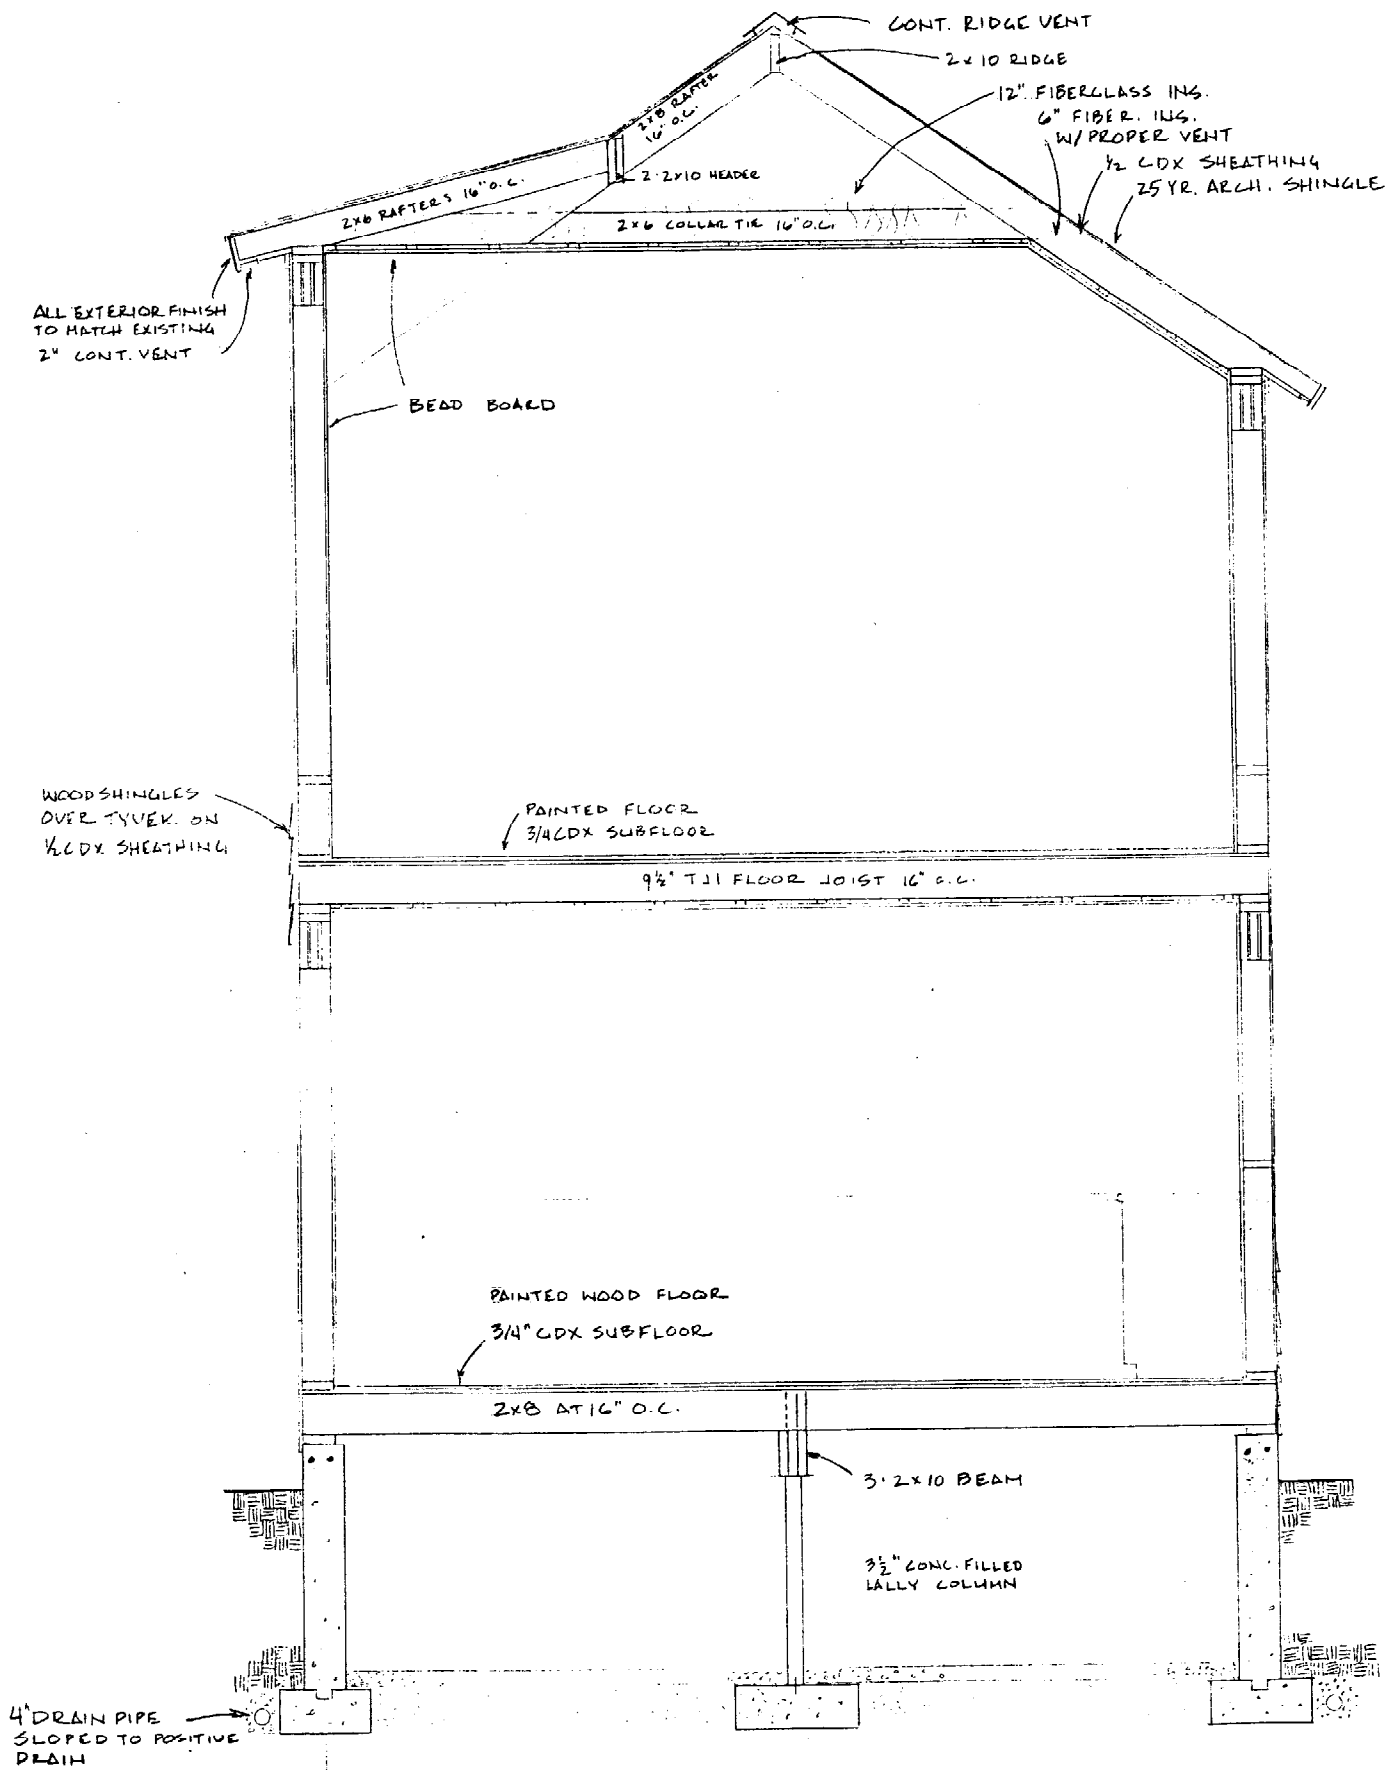 CONT. RIDGE VENT
2x10 RIDGE
12" FIBERGLASS INS.
6" FIBER. INS.
W/ PROPER VENT
1/2 CDX SHEATHING
25 YR. ARCH. SHINGLE
2x8 RAFTER
16" O.C.
2-2x10 HEADER
2x6 RAFTERS 16" O.C.
2x6 COLLAR TIE 16" O.C.
ALL EXTERIOR FINISH
TO MATCH EXISTING
2" CONT. VENT
BEAD BOARD
WOOD SHINGLES
OVER TYVEK ON
1/2 CDX SHEATHING
PAINTED FLOOR
3/4 CDX SUBFLOOR
9 1/2" TJI FLOOR JOIST 16" O.C.
PAINTED WOOD FLOOR
3/4" CDX SUBFLOOR
2x8 AT 16" O.C.
3-2x10 BEAM
3 1/2" CONC. FILLED
LALLY COLUMN
4" DRAIN PIPE
SLOPED TO POSITIVE
DRAIN